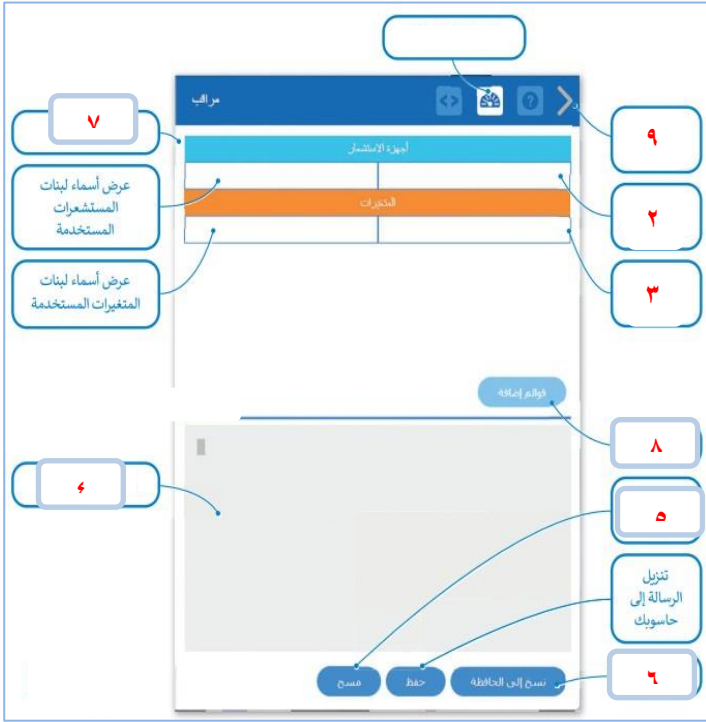 مراقب
<>
?
٩
٧
أجهزة الاستشعار
عرض أسماء لبنات
المستشعرات
المستخدمة
٢
المتغيرات
عرض أسماء لبنات
المتغيرات المستخدمة
٣
قوائم إضافة
٨
٤
٥
تنزيل
الرسالة إلى
حاسوبك
نسخ إلى الحافظة
حفظ
مسح
٦